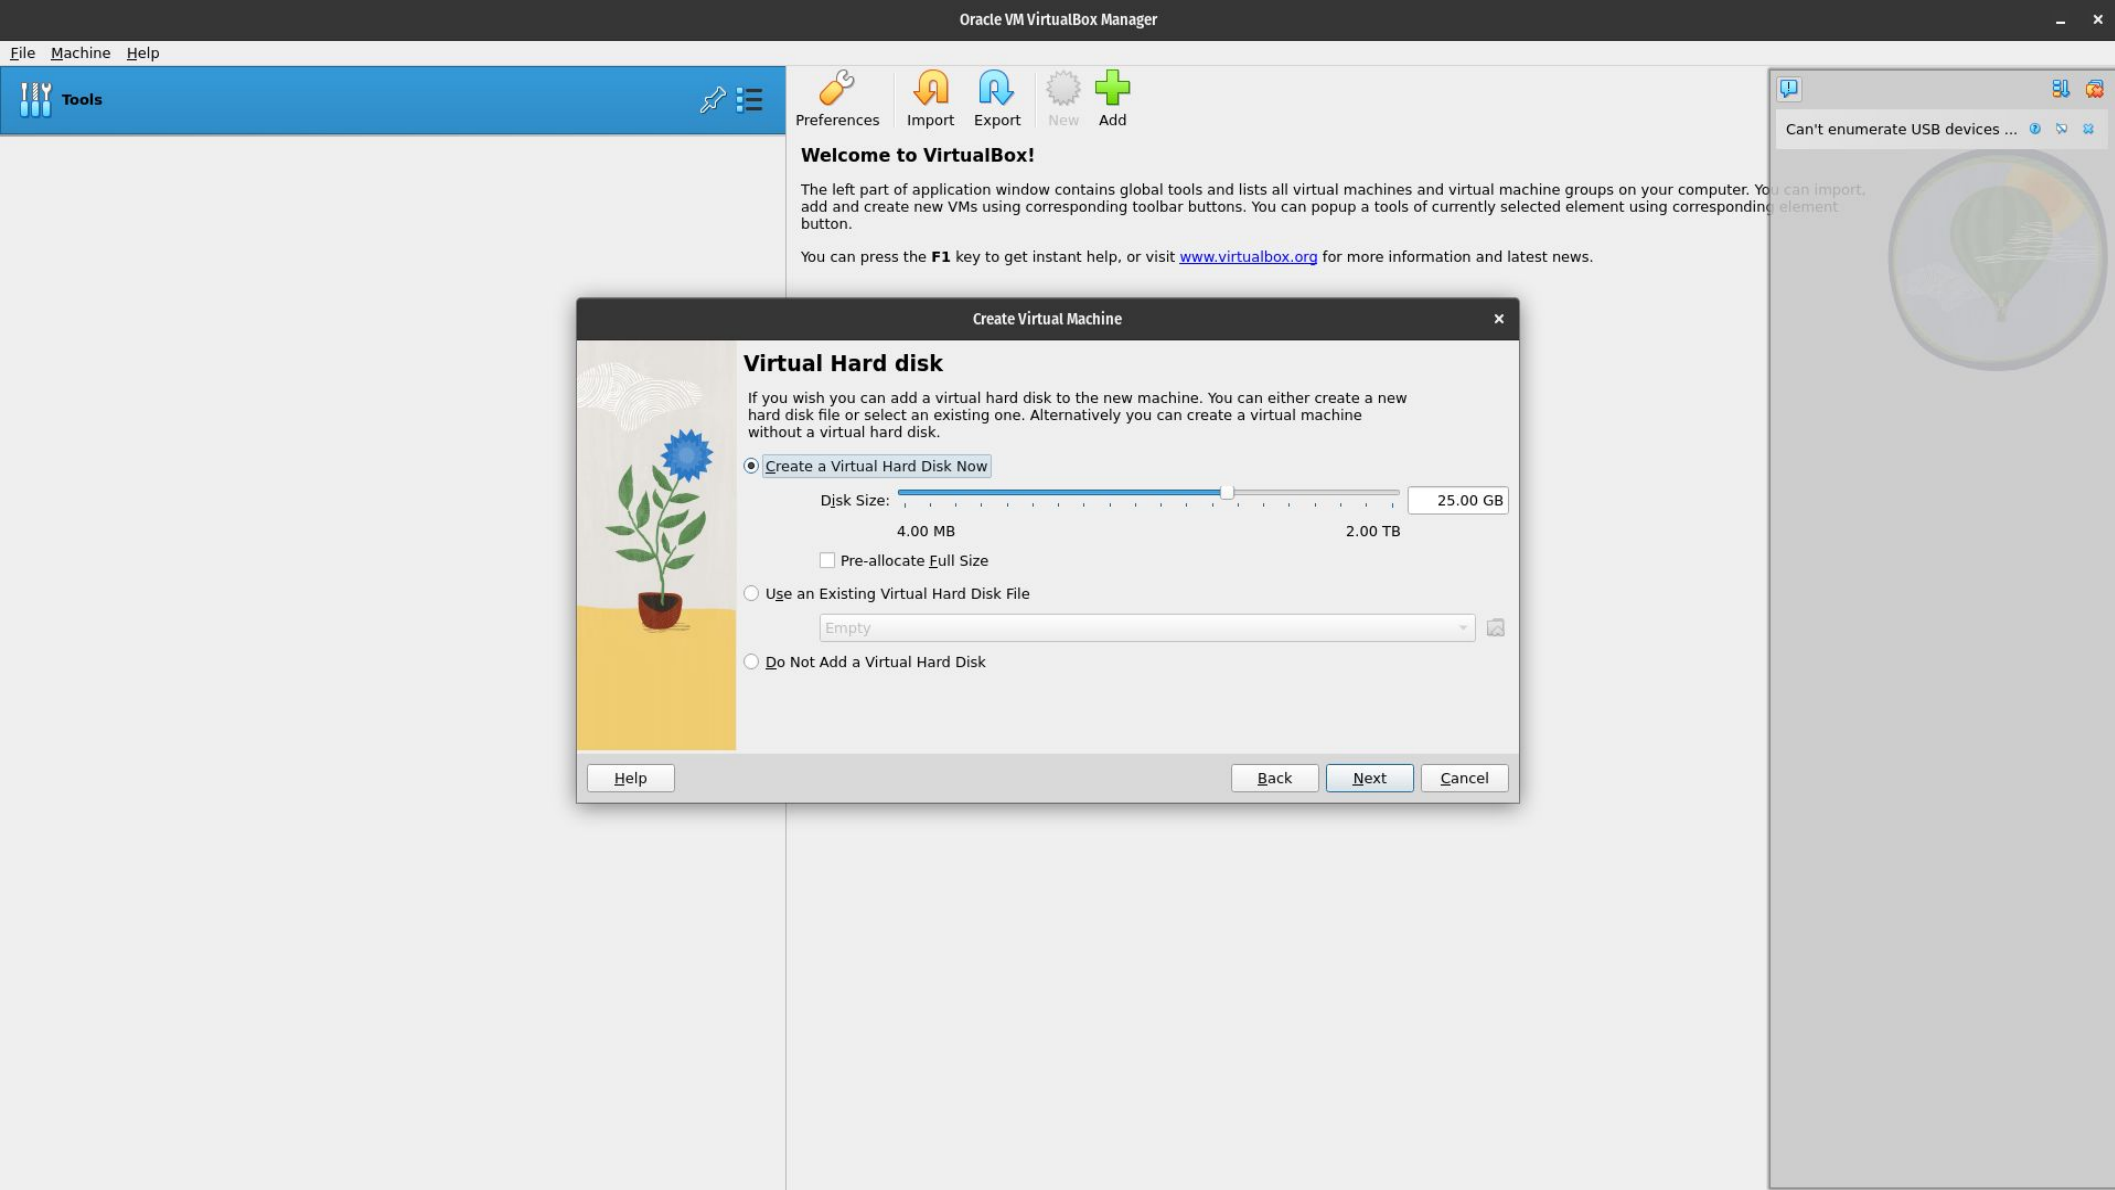 Oracle VM VirtualBox Manager
File Machine Help
Tools
Preferences Import Export New Add
Can't enumerate USB devices ...
Welcome to VirtualBox!
The left part of application window contains global tools and lists all virtual machines and virtual machine groups on your computer. You can import,
add and create new VMs using corresponding toolbar buttons. You can popup a tools of currently selected element using corresponding element
button.
You can press the F1 key to get instant help, or visit www.virtualbox.org for more information and latest news.
Create Virtual Machine
Virtual Hard disk
If you wish you can add a virtual hard disk to the new machine. You can either create a new
hard disk file or select an existing one. Alternatively you can create a virtual machine
without a virtual hard disk.
Create a Virtual Hard Disk Now
Disk Size: 25.00 GB
4.00 MB 2.00 TB
Pre-allocate Full Size
Use an Existing Virtual Hard Disk File
Empty
Do Not Add a Virtual Hard Disk
Help Back Next Cancel